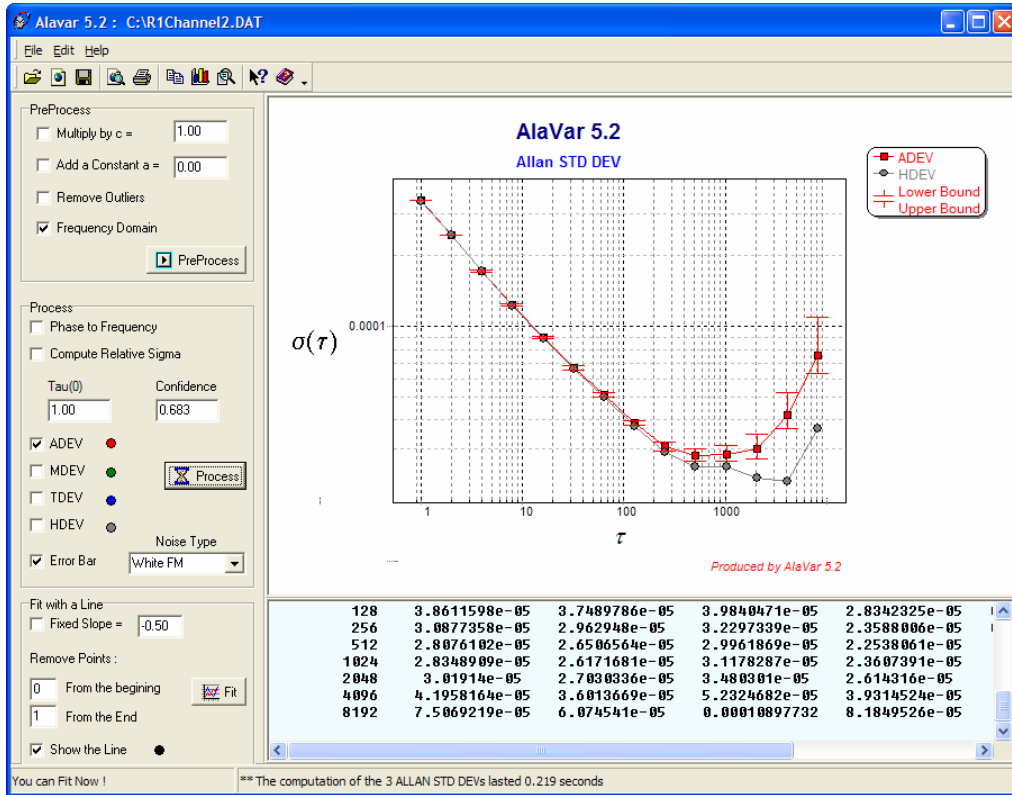 Alavar 5.2 : C:\R1Channel2.DAT
File Edit Help
PreProcess
Multiply by c = 1.00
Add a Constant a = 0.00
Remove Outliers
Frequency Domain
PreProcess
Process
Phase to Frequency
Compute Relative Sigma
Tau(0) Confidence
1.00 0.683
ADEV
MDEV
Process
TDEV
HDEV
Noise Type
Error Bar White FM
Fit with a Line
Fixed Slope = -0.50
Remove Points :
0 From the begining
Fit
1 From the End
Show the Line
AlaVar 5.2
Allan STD DEV
ADEV
HDEV
Lower Bound
Upper Bound
0.0001
σ(τ)
1 10 100 1000
τ
Produced by AlaVar 5.2
128 3.8611598e-05 3.7489786e-05 3.9840471e-05 2.8342325e-05
256 3.0877358e-05 2.962948e-05 3.2297339e-05 2.3588006e-05
512 2.8076102e-05 2.6506564e-05 2.9961869e-05 2.2538061e-05
1024 2.8348909e-05 2.6171681e-05 3.1178287e-05 2.3607391e-05
2048 3.01914e-05 2.7030336e-05 3.480301e-05 2.614316e-05
4096 4.1958164e-05 3.6013669e-05 5.2324682e-05 3.9314524e-05
8192 7.5069219e-05 6.074541e-05 0.00010897732 8.1849526e-05
You can Fit Now !
** The computation of the 3 ALLAN STD DEVs lasted 0.219 seconds